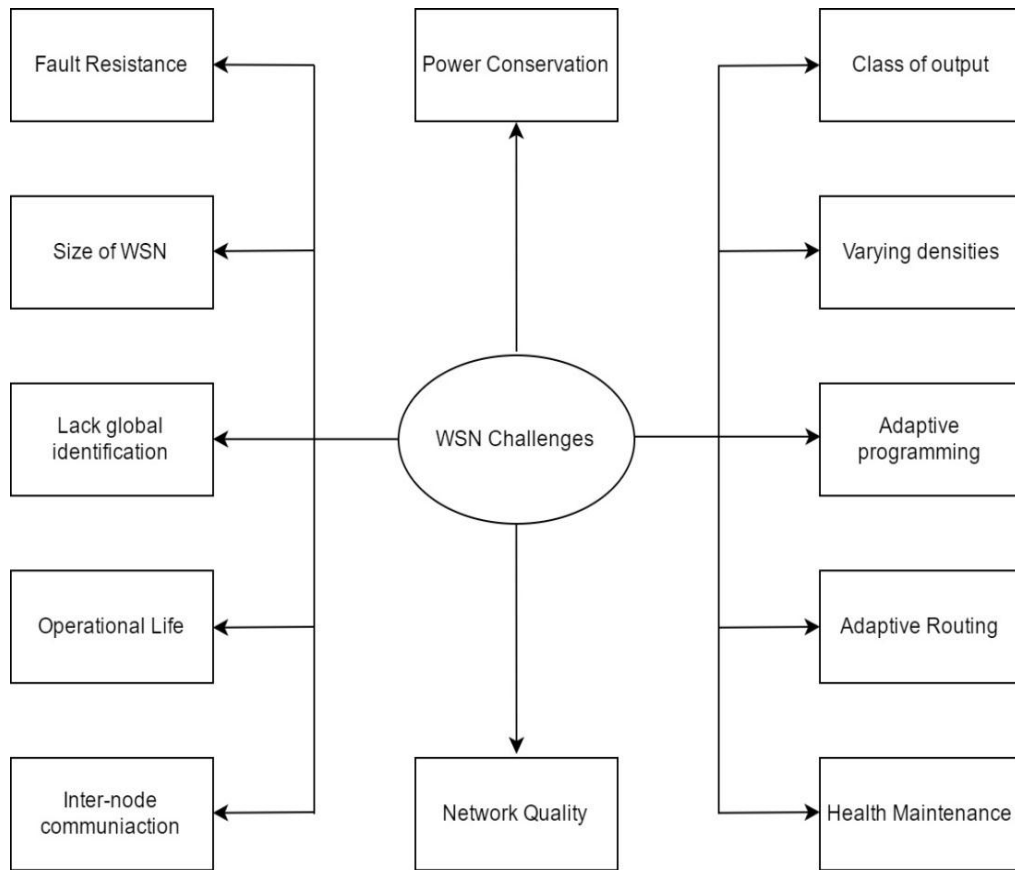 Fault Resistance
Power Conservation
Class of output
Size of WSN
Varying densities
Lack global
identification
WSN Challenges
Adaptive
programming
Operational Life
Adaptive Routing
Inter-node
communiaction
Network Quality
Health Maintenance